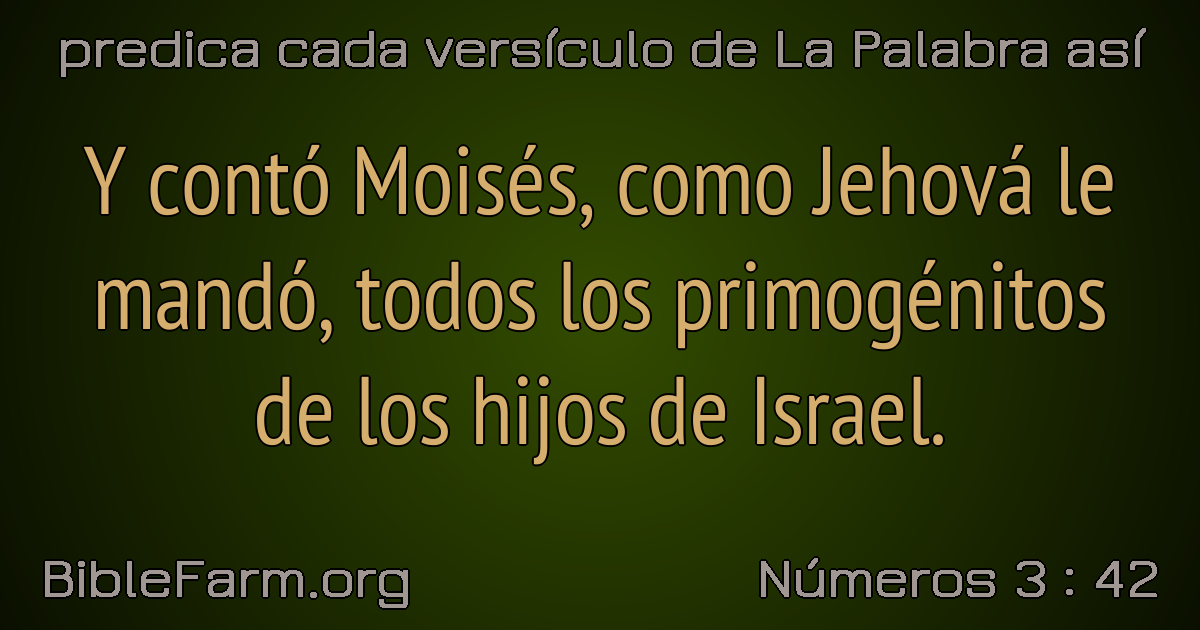 predica cada versículo de La Palabra así
Y contó Moisés, como Jehová le
mandó, todos los primogénitos
de los hijos de Israel.
BibleFarm.org
Números 3 : 42